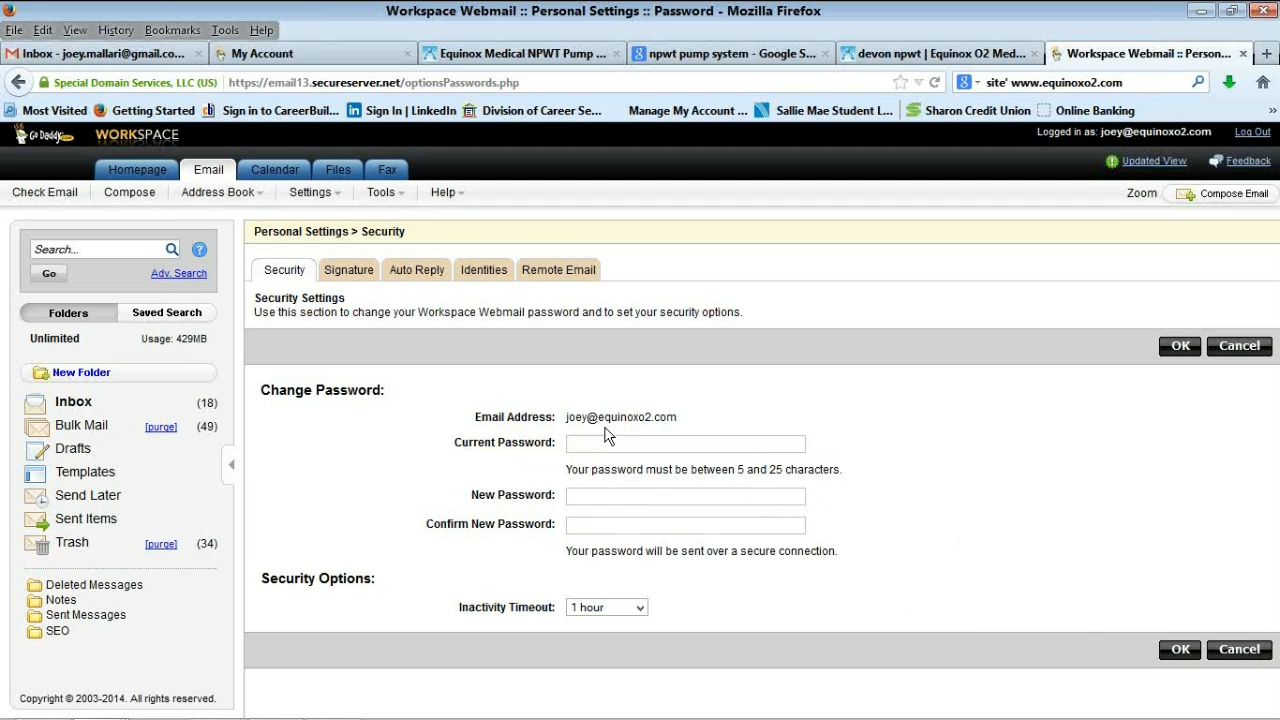 Workspace Webmail :: Personal Settings :: Password - Mozilla Firefox
File Edit View History Bookmarks Tools Help
Inbox - joey.mallari@gmail.co... × My Account × Equinox Medical NPWT Pump ... × npwt pump system - Google S... × devon npwt | Equinox O2 Med... × Workspace Webmail :: Person... × +
Special Domain Services, LLC (US) https://email13.secureserver.net/optionsPasswords.php site' www.equinoxo2.com
Most Visited Getting Started Sign in to CareerBuil... Sign In | LinkedIn Division of Career Se... Manage My Account ... Sallie Mae Student L... Sharon Credit Union Online Banking »
Go Daddy.com WORKSPACE Logged in as: joey@equinoxo2.com Log Out
Homepage Email Calendar Files Fax Updated View Feedback
Check Email Compose Address Book Settings Tools Help Zoom Compose Email
Search... ?
Go Adv. Search
Folders Saved Search
Unlimited Usage: 429MB
New Folder
Inbox (18)
Bulk Mail [purge] (49)
Drafts
Templates
Send Later
Sent Items
Trash [purge] (34)
Deleted Messages
Notes
Sent Messages
SEO
Copyright © 2003-2014. All rights reserved.
Personal Settings > Security
Security Signature Auto Reply Identities Remote Email
Security Settings
Use this section to change your Workspace Webmail password and to set your security options.
OK Cancel
Change Password:
Email Address: joey@equinoxo2.com
Current Password:
Your password must be between 5 and 25 characters.
New Password:
Confirm New Password:
Your password will be sent over a secure connection.
Security Options:
Inactivity Timeout: 1 hour
OK Cancel